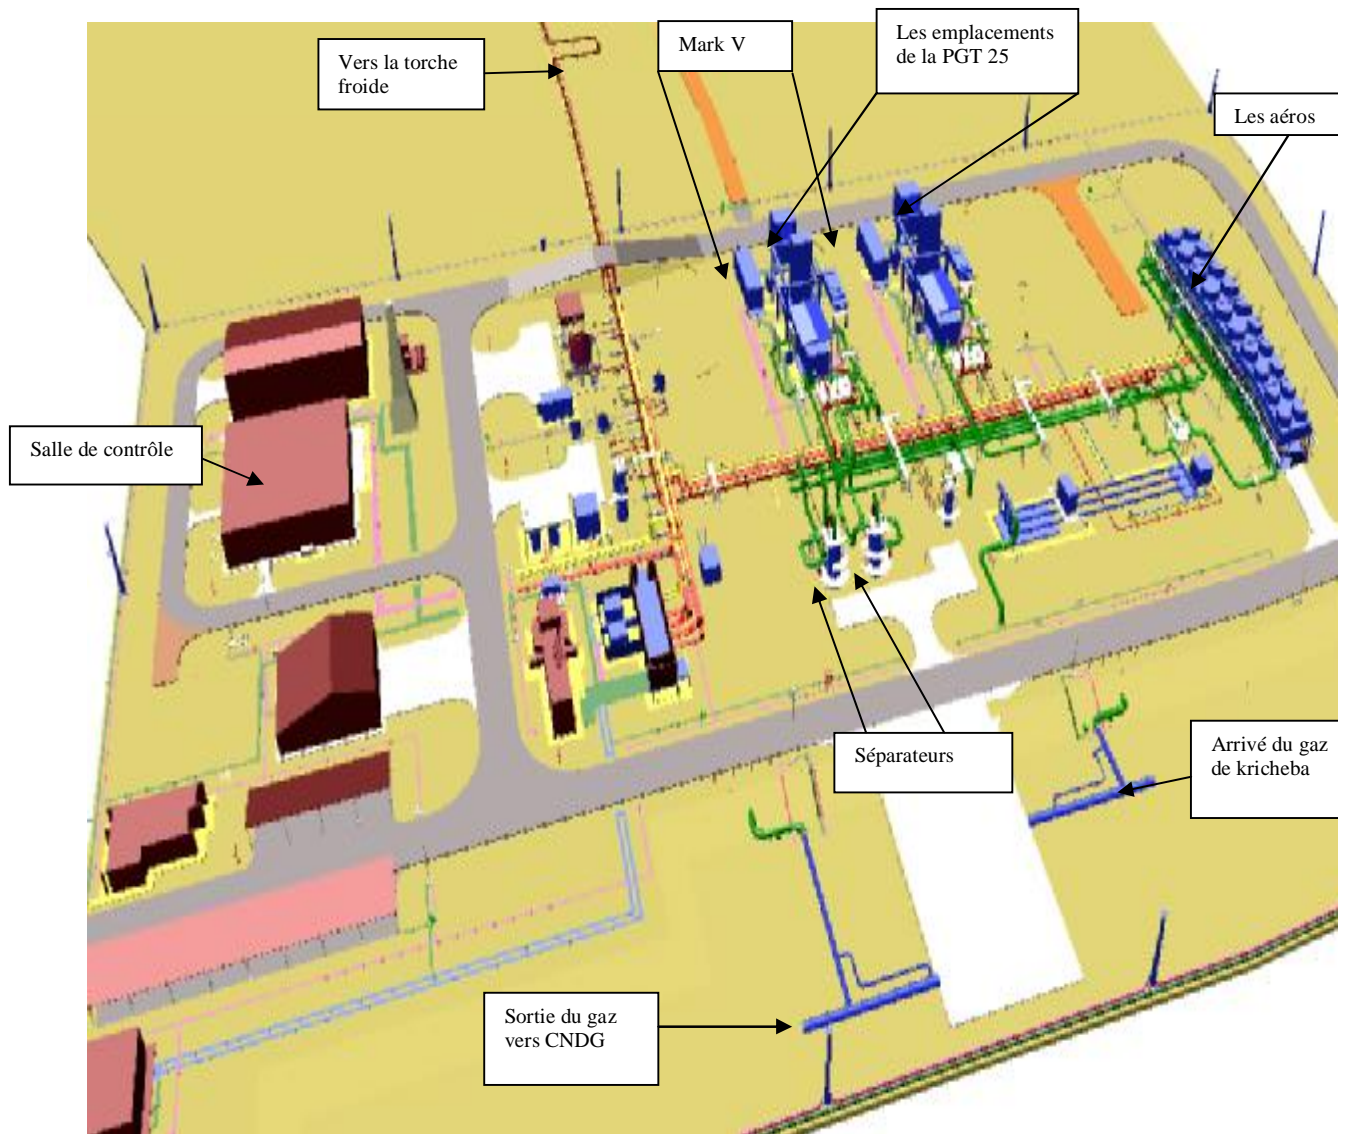 Les emplacements
de la PGT 25
Mark V
Vers la torche
froide
Les aéros
Salle de contrôle
Séparateurs
Arrivé du gaz
de kricheba
Sortie du gaz
vers CNDG